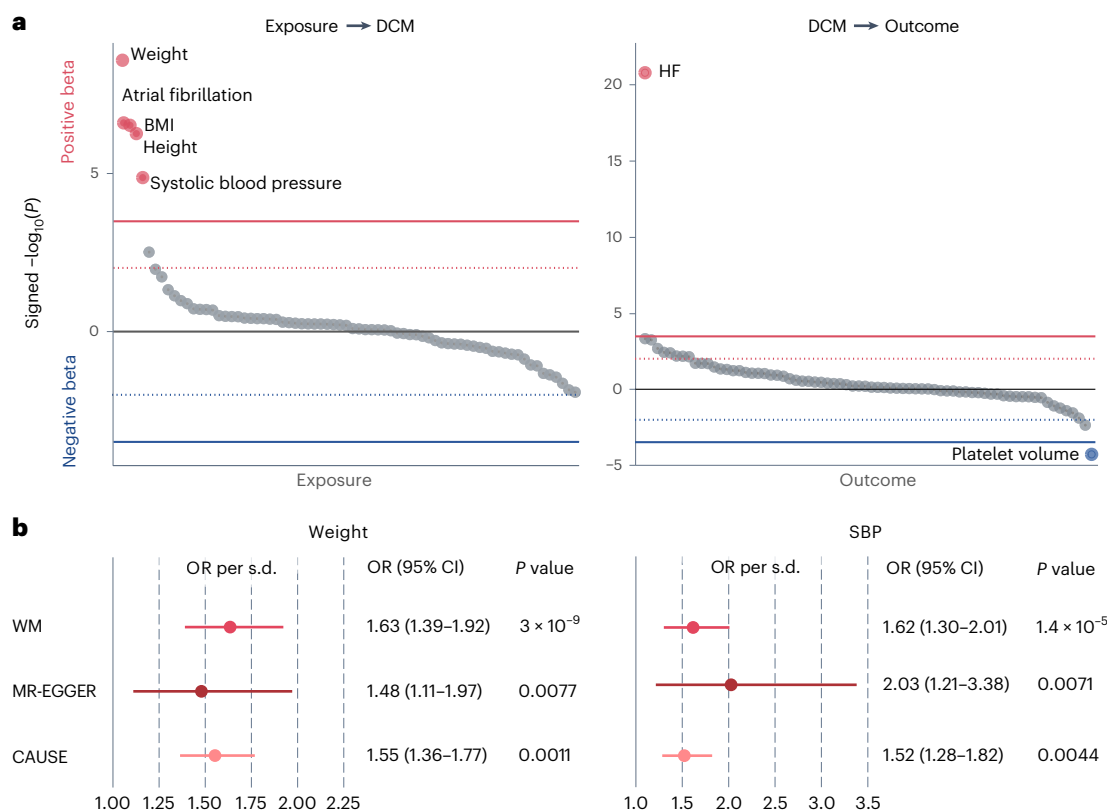 a
Exposure → DCM
DCM → Outcome
Positive beta
Negative beta
Signed −log10(P)
Weight
Atrial fibrillation
BMI
Height
Systolic blood pressure
5
0
Exposure
HF
20
15
10
5
0
−5
Platelet volume
Outcome
b
Weight
SBP
OR per s.d. OR (95% CI) P value
OR per s.d. OR (95% CI) P value
WM 1.63 (1.39–1.92) 3 × 10−9
1.62 (1.30–2.01) 1.4 × 10−5
MR-EGGER 1.48 (1.11–1.97) 0.0077
2.03 (1.21–3.38) 0.0071
CAUSE 1.55 (1.36–1.77) 0.0011
1.52 (1.28–1.82) 0.0044
1.00 1.25 1.50 1.75 2.00 2.25
1.0 1.5 2.0 2.5 3.0 3.5